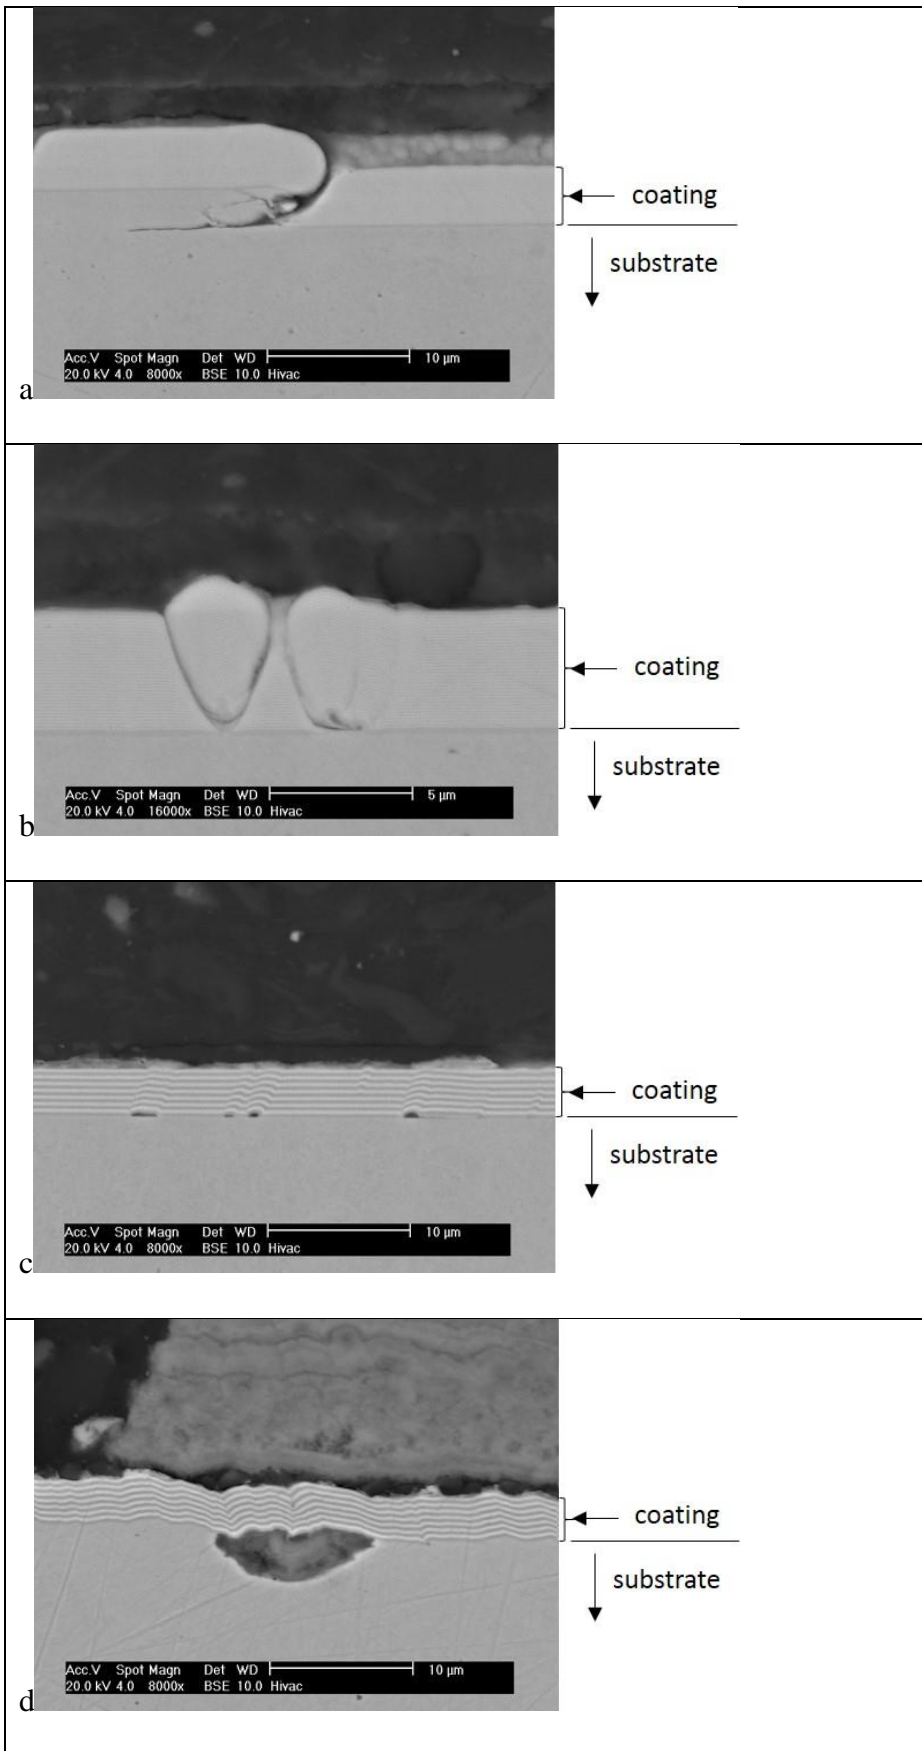 coating
substrate
Acc.V Spot Magn Det WD 10 µm
20.0 kV 4.0 8000x BSE 10.0 Hivac
a
coating
substrate
Acc.V Spot Magn Det WD 5 µm
20.0 kV 4.0 16000x BSE 10.0 Hivac
b
coating
substrate
Acc.V Spot Magn Det WD 10 µm
20.0 kV 4.0 8000x BSE 10.0 Hivac
c
coating
substrate
Acc.V Spot Magn Det WD 10 µm
20.0 kV 4.0 8000x BSE 10.0 Hivac
d